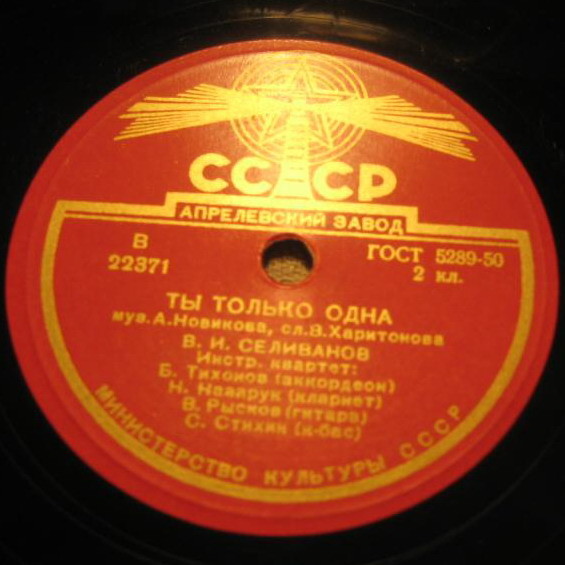 СССР
АПРЕЛЕВСКИЙ ЗАВОД
В
22371
ГОСТ 5289-50
2 кл.
ТЫ ТОЛЬКО ОДНА
муз. А. Новикова, сл. В. Харитонова
В. И. СЕЛИВАНОВ
Инстр. квартет:
Б. Тихонов (аккордеон)
Н. Назарук (кларнет)
В. (гитара)
С. Стихин (к-бас)
МИНИСТЕРСТВО КУЛЬТУРЫ СССР